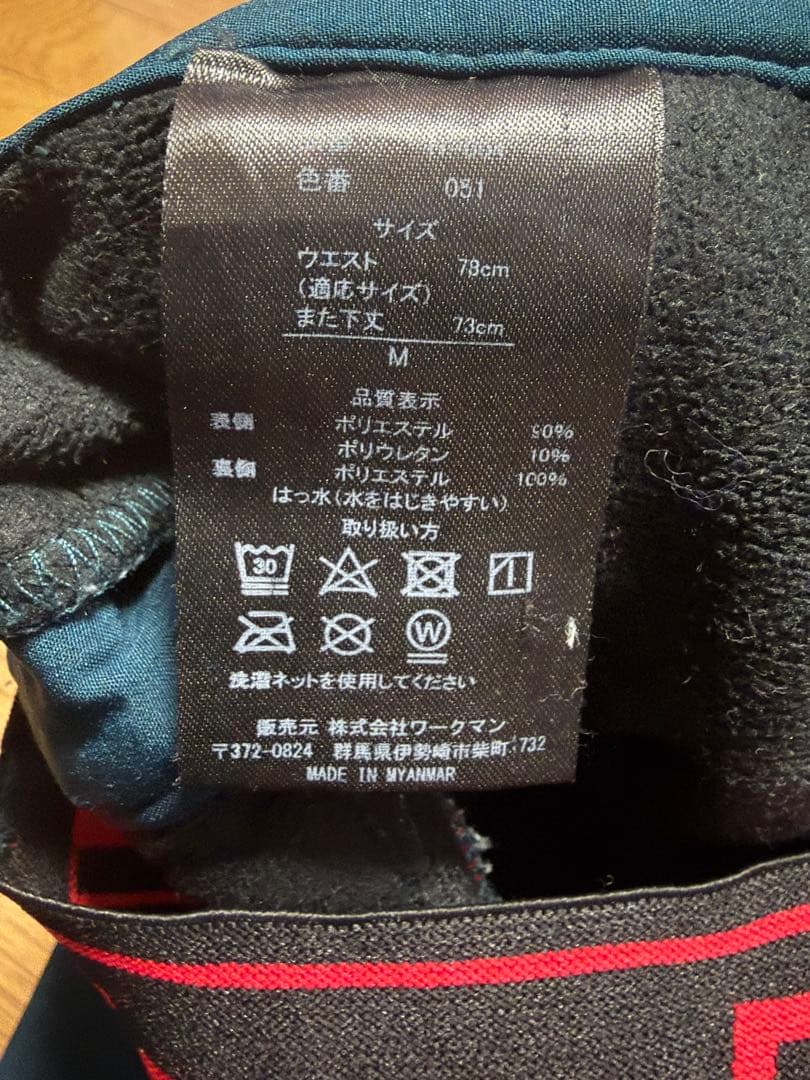 色番 051
サイズ
ウエスト 78cm
(適応サイズ)
また下丈 73cm
M
品質表示
表側 ポリエステル 90%
ポリウレタン 10%
裏側 ポリエステル 100%
はっ水(水をはじきやすい)
取り扱い方
30
W
洗濯ネットを使用してください
販売元 株式会社ワークマン
〒372-0824 群馬県伊勢崎市柴町1732
MADE IN MYANMAR